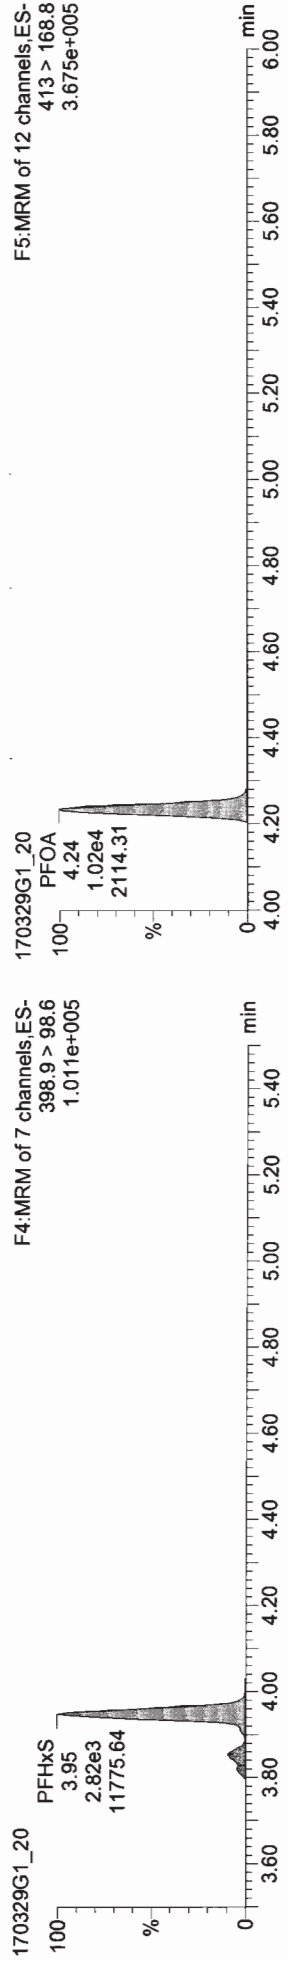 170329G1_20
F4:MRM of 7 channels,ES-
398.9 > 98.6
1.011e+005
PFHxS
3.95
2.82e3
11775.64
100
%
0
3.60 3.80 4.00 4.20 4.40 4.60 4.80 5.00 5.20 5.40
min
170329G1_20
F5:MRM of 12 channels,ES-
413 > 168.8
3.675e+005
PFOA
4.24
1.02e4
2114.31
100
%
0
4.00 4.20 4.40 4.60 4.80 5.00 5.20 5.40 5.60 5.80 6.00
min